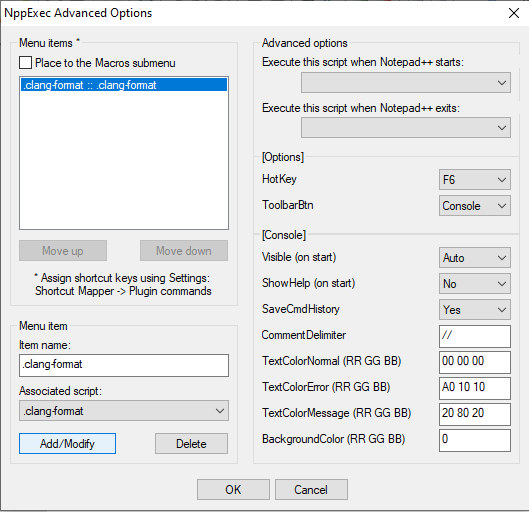 NppExec Advanced Options
Menu items *
Place to the Macros submenu
.clang-format :: .clang-format
Move up
Move down
* Assign shortcut keys using Settings:
Shortcut Mapper -> Plugin commands
Menu item
Item name:
.clang-format
Associated script:
.clang-format
Add/Modify
Delete
Advanced options
Execute this script when Notepad++ starts:
Execute this script when Notepad++ exits:
[Options]
HotKey
F6
ToolbarBtn
Console
[Console]
Visible (on start)
Auto
ShowHelp (on start)
No
SaveCmdHistory
Yes
CommentDelimiter
//
TextColorNormal (RR GG BB)
00 00 00
TextColorError (RR GG BB)
A0 10 10
TextColorMessage (RR GG BB)
20 80 20
BackgroundColor (RR GG BB)
0
OK
Cancel